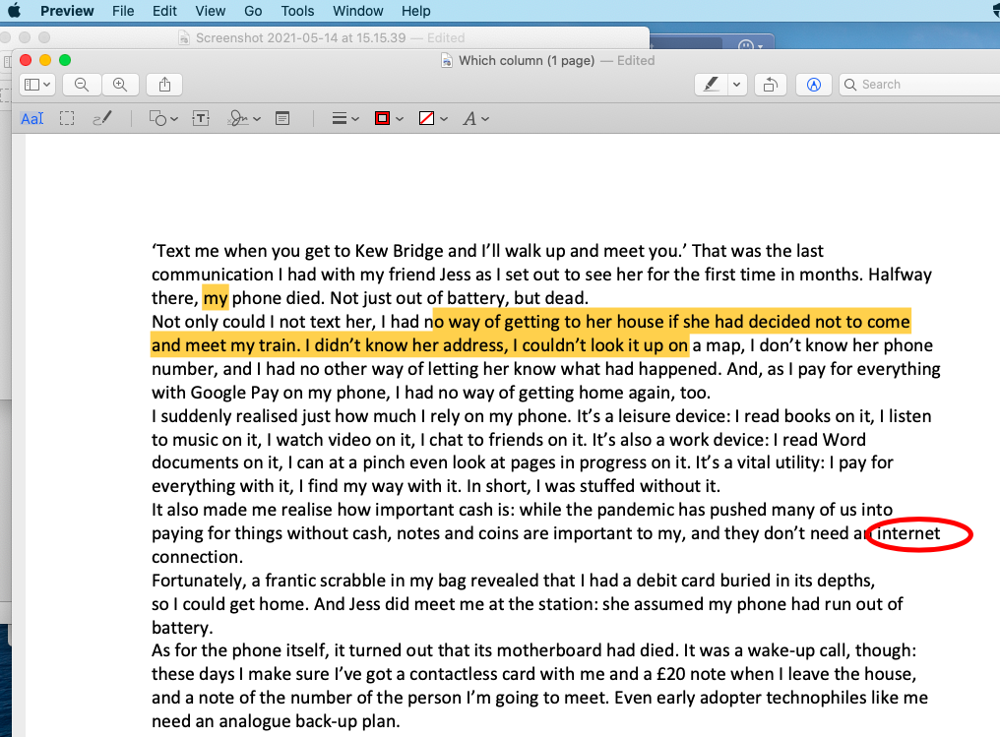 Preview File Edit View Go Tools Window Help
Screenshot 2021-05-14 at 15.15.39 — Edited
Which column (1 page) — Edited
Search
AaI T A
‘Text me when you get to Kew Bridge and I’ll walk up and meet you.’ That was the last
communication I had with my friend Jess as I set out to see her for the first time in months. Halfway
there, my phone died. Not just out of battery, but dead.
Not only could I not text her, I had no way of getting to her house if she had decided not to come
and meet my train. I didn’t know her address, I couldn’t look it up on a map, I don’t know her phone
number, and I had no other way of letting her know what had happened. And, as I pay for everything
with Google Pay on my phone, I had no way of getting home again, too.
I suddenly realised just how much I rely on my phone. It’s a leisure device: I read books on it, I listen
to music on it, I watch video on it, I chat to friends on it. It’s also a work device: I read Word
documents on it, I can at a pinch even look at pages in progress on it. It’s a vital utility: I pay for
everything with it, I find my way with it. In short, I was stuffed without it.
It also made me realise how important cash is: while the pandemic has pushed many of us into
paying for things without cash, notes and coins are important to my, and they don’t need an internet
connection.
Fortunately, a frantic scrabble in my bag revealed that I had a debit card buried in its depths,
so I could get home. And Jess did meet me at the station: she assumed my phone had run out of
battery.
As for the phone itself, it turned out that its motherboard had died. It was a wake-up call, though:
these days I make sure I’ve got a contactless card with me and a £20 note when I leave the house,
and a note of the number of the person I’m going to meet. Even early adopter technophiles like me
need an analogue back-up plan.